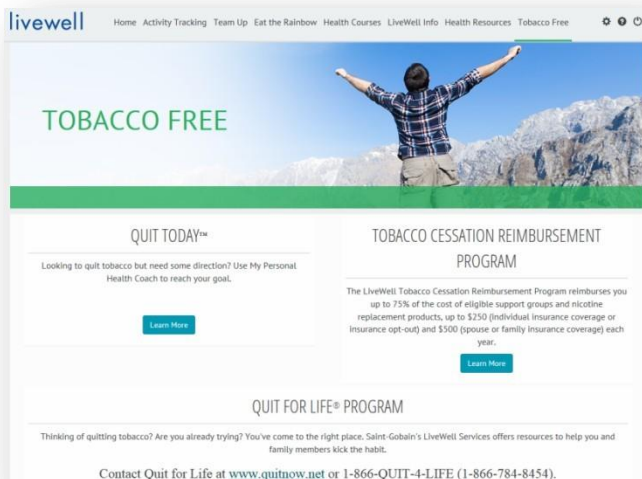 livewell
Home Activity Tracking Team Up Eat the Rainbow Health Courses LiveWell Info Health Resources Tobacco Free
TOBACCO FREE
QUIT TODAY™
Looking to quit tobacco but need some direction? Use My Personal
Health Coach to reach your goal.
Learn More
TOBACCO CESSATION REIMBURSEMENT
PROGRAM
The LiveWell Tobacco Cessation Reimbursement Program reimburses you
up to 75% of the cost of eligible support groups and nicotine
replacement products, up to $250 (individual insurance coverage or
insurance opt-out) and $500 (spouse or family insurance coverage) each
year.
Learn More
QUIT FOR LIFE® PROGRAM
Thinking of quitting tobacco? Are you already trying? You've come to the right place. Saint-Gobain's LiveWell Services offers resources to help you and
family members kick the habit.
Contact Quit for Life at www.quitnow.net or 1-866-QUIT-4-LIFE (1-866-784-8454).